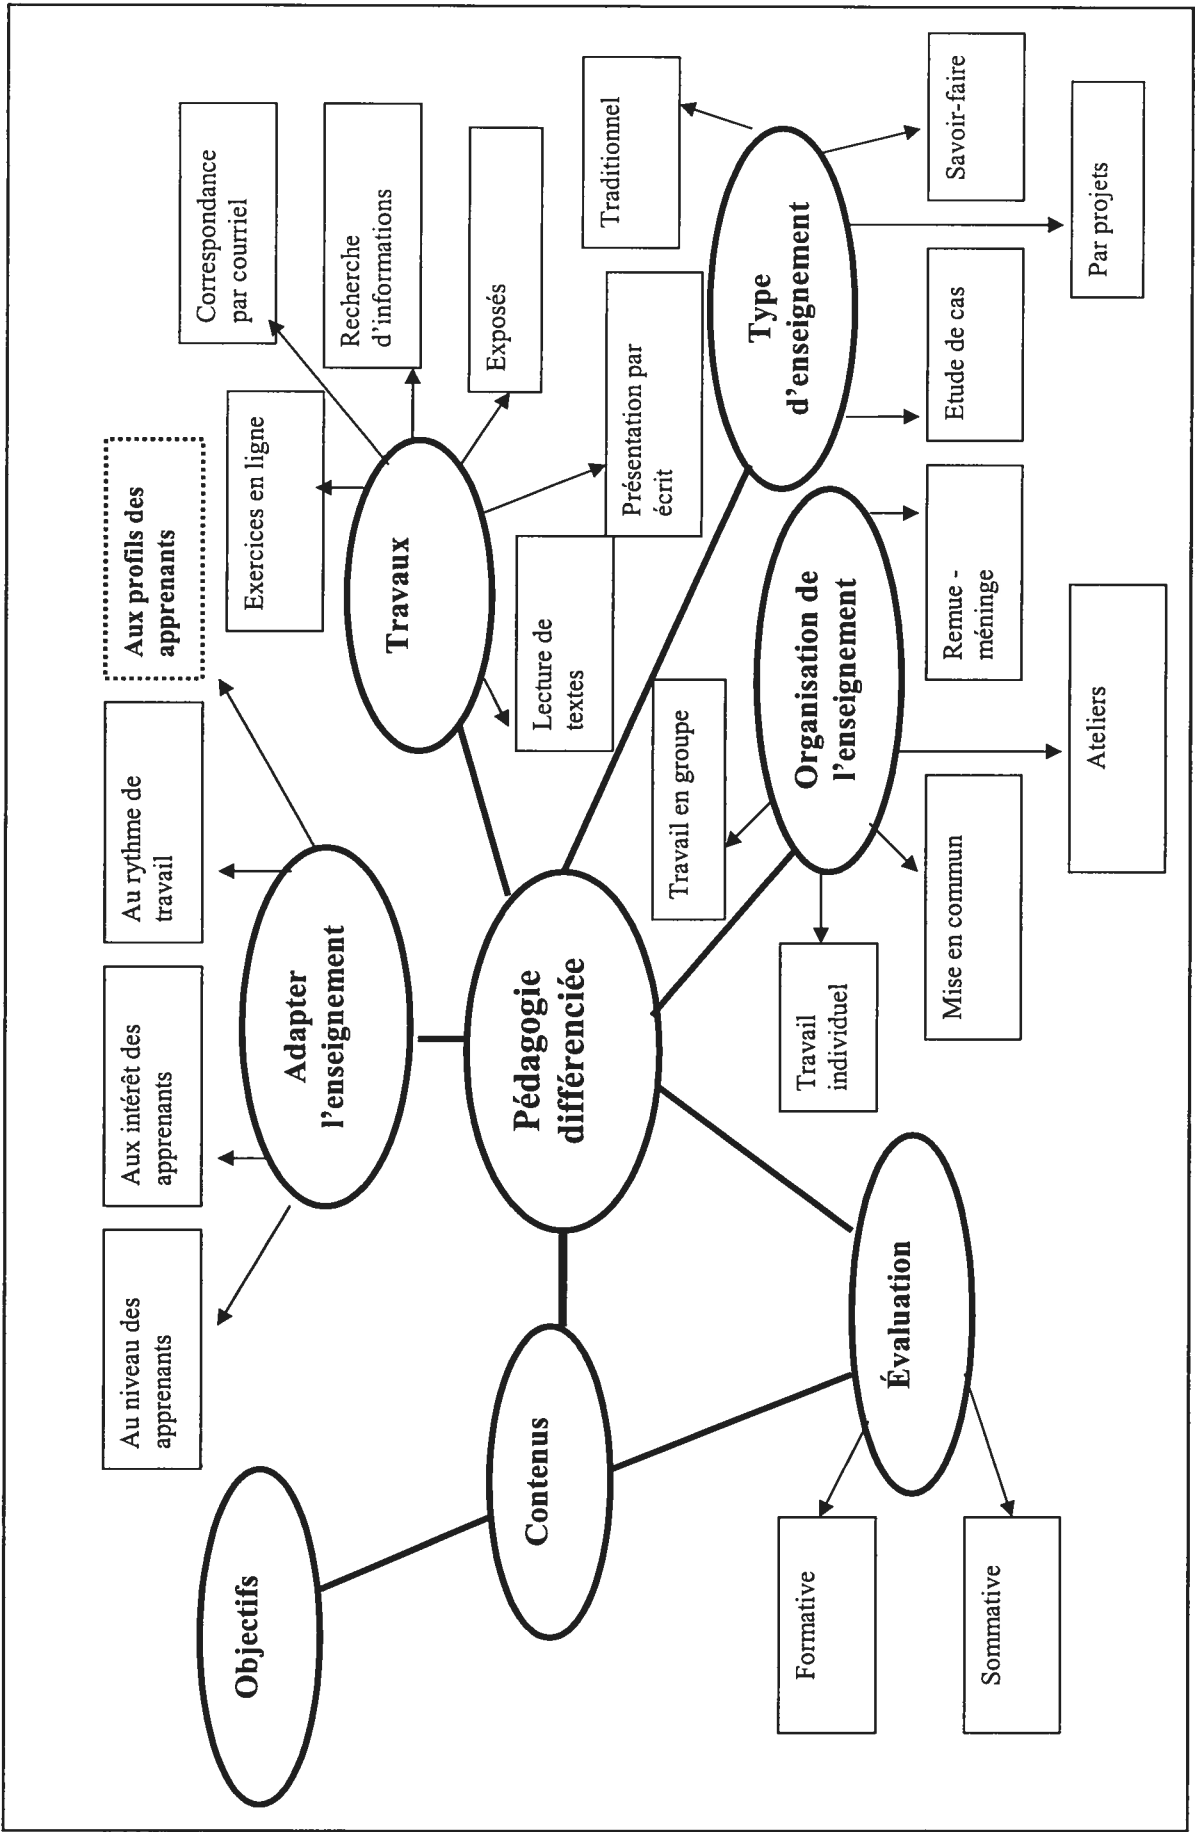 Objectifs
Au niveau des
apprenants
Aux intérêt des
apprenants
Au rythme de
travail
Aux profils des
apprenants
Adapter
l'enseignement
Exercices en ligne
Correspondance
par courriel
Recherche
d'informations
Exposés
Travaux
Présentation par
écrit
Lecture de
textes
Contenus
Pédagogie
différenciée
Traditionnel
Type
d'enseignement
Savoir-faire
Par projets
Etude de cas
Travail en groupe
Organisation de
l'enseignement
Travail
individuel
Remue -
méninge
Mise en commun
Ateliers
Évaluation
Formative
Sommative